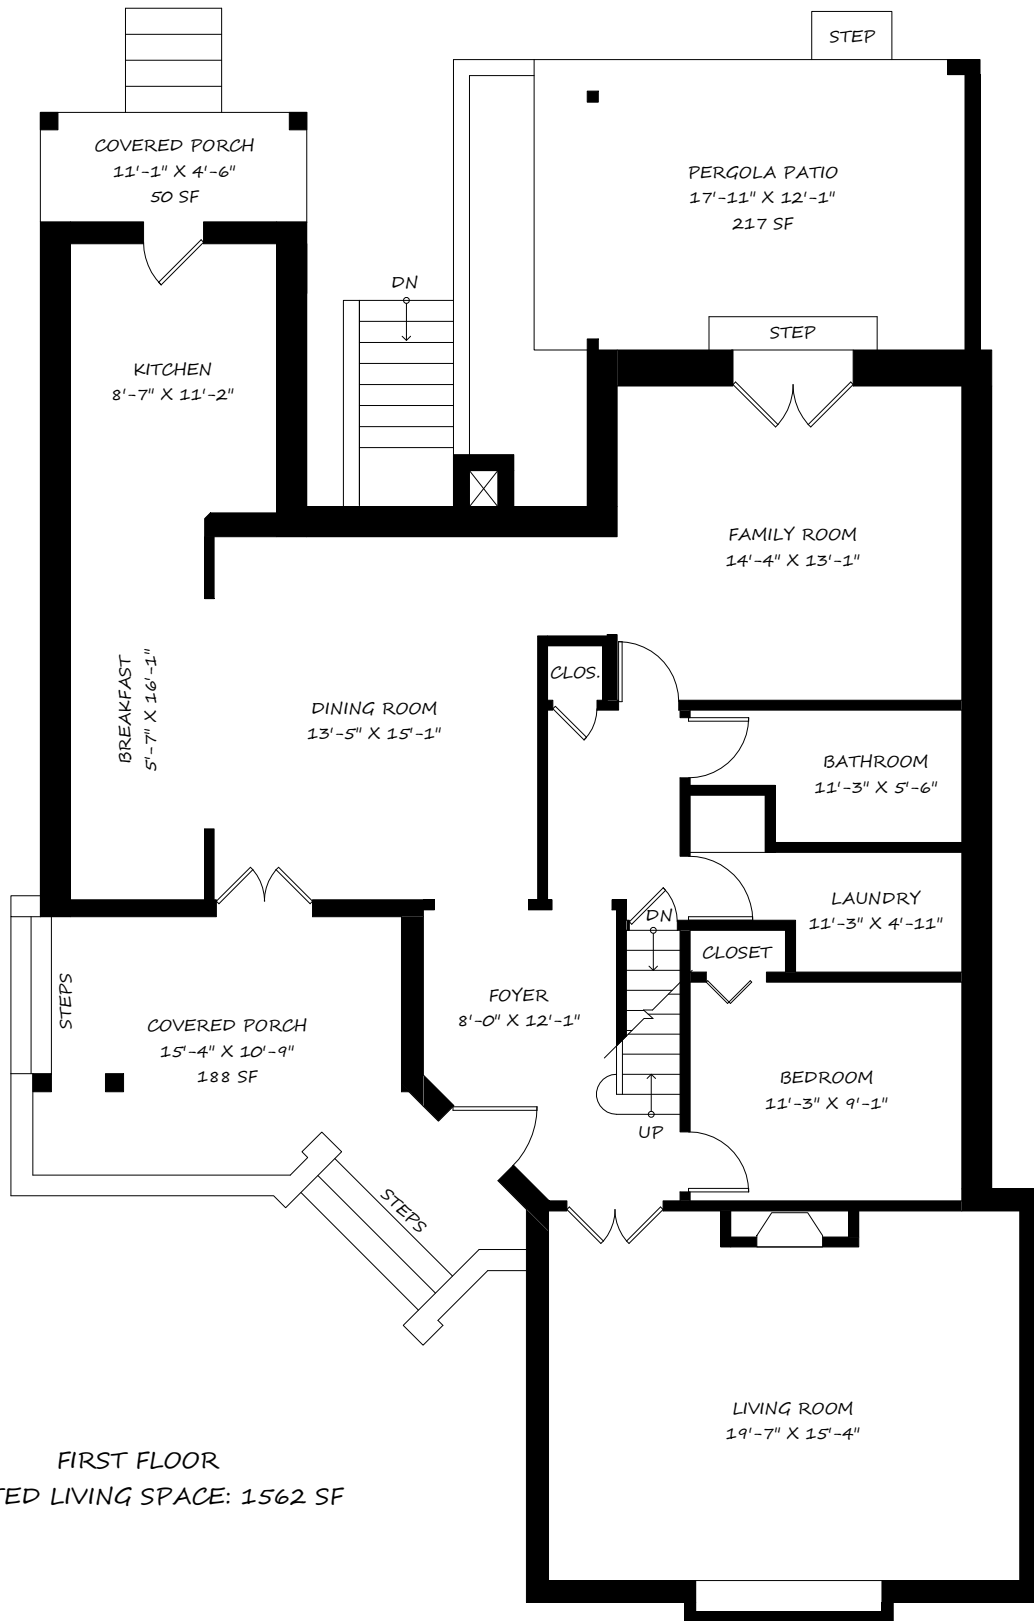 STEP
COVERED PORCH
11'-1" X 4'-6"
50 SF
PERGOLA PATIO
17'-11" X 12'-1"
217 SF
DN
STEP
KITCHEN
8'-7" X 11'-2"
FAMILY ROOM
14'-4" X 13'-1"
BREAKFAST
5'-7" X 16'-1"
CLOS.
DINING ROOM
13'-5" X 15'-1"
BATHROOM
11'-3" X 5'-6"
LAUNDRY
11'-3" X 4'-11"
DN
CLOSET
STEPS
FOYER
8'-0" X 12'-1"
COVERED PORCH
15'-4" X 10'-9"
188 SF
BEDROOM
11'-3" X 9'-1"
UP
STEPS
LIVING ROOM
19'-7" X 15'-4"
FIRST FLOOR
LIVING SPACE: 1562 SF